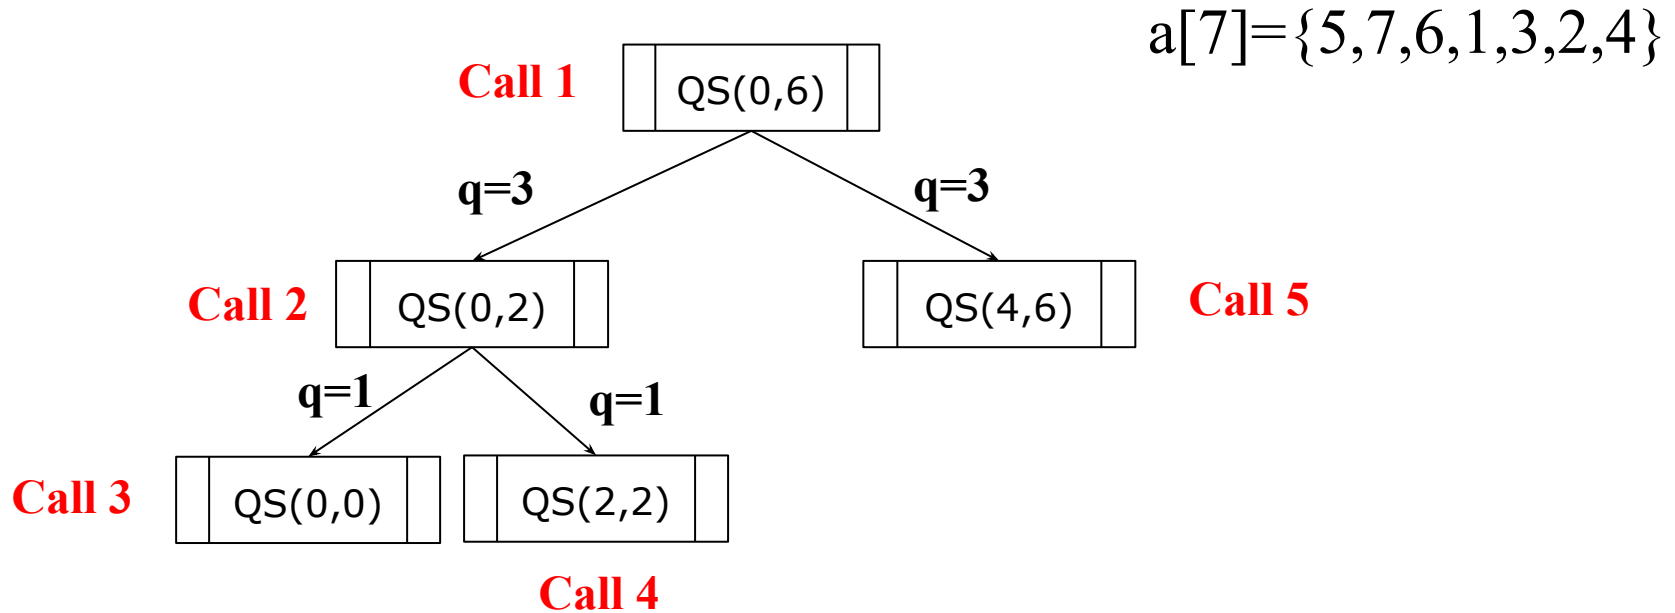 a[7]={5,7,6,1,3,2,4}
Call 1
QS(0,6)
q=3
q=3
Call 2
QS(0,2)
QS(4,6)
Call 5
q=1
q=1
Call 3
QS(0,0)
QS(2,2)
Call 4